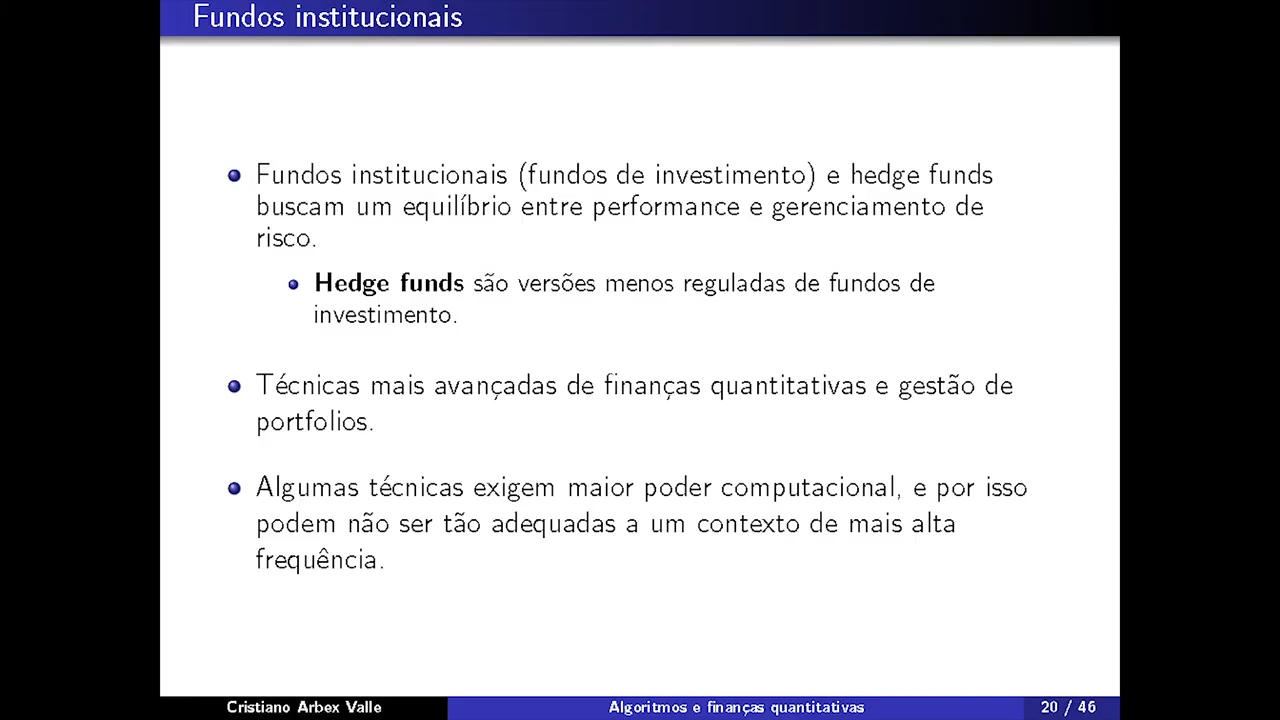 Fundos institucionais
Fundos institucionais (fundos de investimento) e hedge funds
buscam um equilíbrio entre performance e gerenciamento de
risco.
Hedge funds são versões menos reguladas de fundos de
investimento.
Técnicas mais avançadas de finanças quantitativas e gestão de
portfolios.
Algumas técnicas exigem maior poder computacional, e por isso
podem não ser tão adequadas a um contexto de mais alta
frequência.
Cristiano Arbex Valle
Algoritmos e finanças quantitativas
20 / 46